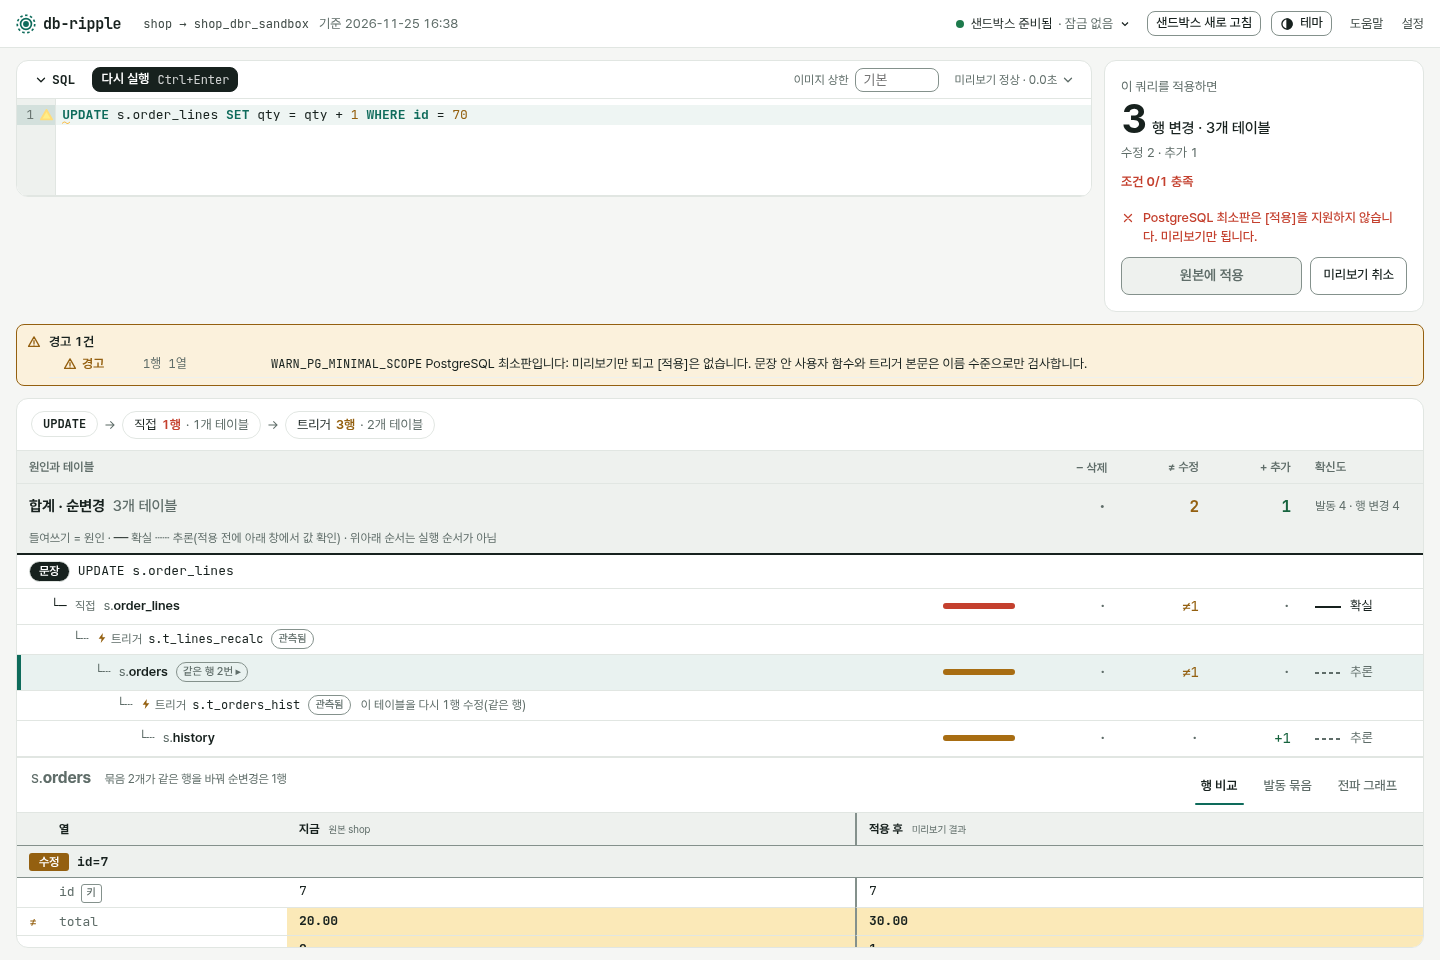 db-ripple shop → shop_dbr_sandbox 기준 2026-11-25 16:38 샌드박스 준비됨 · 잠금 없음 샌드박스 새로 고침 테마 도움말 설정
SQL 다시 실행 Ctrl+Enter 이미지 상한 기본 미리보기 정상 · 0.0초
1 UPDATE s.order_lines SET qty = qty + 1 WHERE id = 70
이 쿼리를 적용하면
3 행 변경 · 3개 테이블
수정 2 · 추가 1
조건 0/1 충족
PostgreSQL 최소판은 [적용]을 지원하지 않습니
다. 미리보기만 됩니다.
원본에 적용 미리보기 취소
경고 1건
경고 1행 1열 WARN_PG_MINIMAL_SCOPE PostgreSQL 최소판입니다: 미리보기만 되고 [적용]은 없습니다. 문장 안 사용자 함수와 트리거 본문은 이름 수준으로만 검사합니다.
UPDATE → 직접 1행 · 1개 테이블 → 트리거 3행 · 2개 테이블
원인과 테이블 − 삭제 ≠ 수정 + 추가 확신도
합계 · 순변경 3개 테이블 · 2 1 발동 4 · 행 변경 4
들여쓰기 = 원인 · ── 확실 ┄┄ 추론(적용 전에 아래 창에서 값 확인) · 위아래 순서는 실행 순서가 아님
문장 UPDATE s.order_lines
직접 s.order_lines · ≠1 · 확실
트리거 s.t_lines_recalc 관측됨
s.orders 같은 행 2번 ▸ · ≠1 · 추론
트리거 s.t_orders_hist 관측됨 이 테이블을 다시 1행 수정(같은 행)
s.history · · +1 추론
s.orders 묶음 2개가 같은 행을 바꿔 순변경은 1행 행 비교 발동 묶음 전파 그래프
열 지금 원본 shop 적용 후 미리보기 결과
수정 id=7
id 키 7 7
≠ total 20.00 30.00